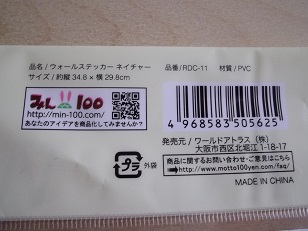 品名/ウォールステッカー ネイチャー
サイズ/約縦 34.8 × 横 29.8cm
品番/RDC-11
材質/PVC
みん 100
http://min-100.com/
あなたのアイデアを商品化してみませんか?
4 968583 505625
プラ 外袋
発売元/ワールドアトラス(株)
大阪市西区北堀江1-18-17
商品に関するお問い合わせ・ご意見はこちら
http://www.motto100yen.com/faq/
MADE IN CHINA